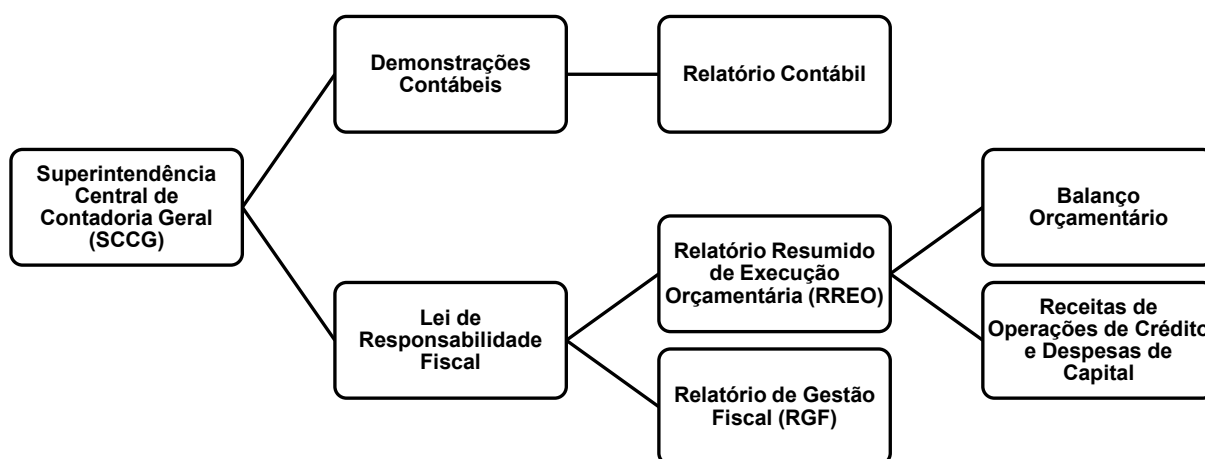 Demonstrações
Contábeis
Relatório Contábil
Superintendência
Central de
Contadoria Geral
(SCCG)
Balanço
Orçamentário
Relatório Resumido
de Execução
Orçamentária (RREO)
Lei de
Responsabilidade
Fiscal
Receitas de
Operações de Crédito
e Despesas de
Capital
Relatório de Gestão
Fiscal (RGF)